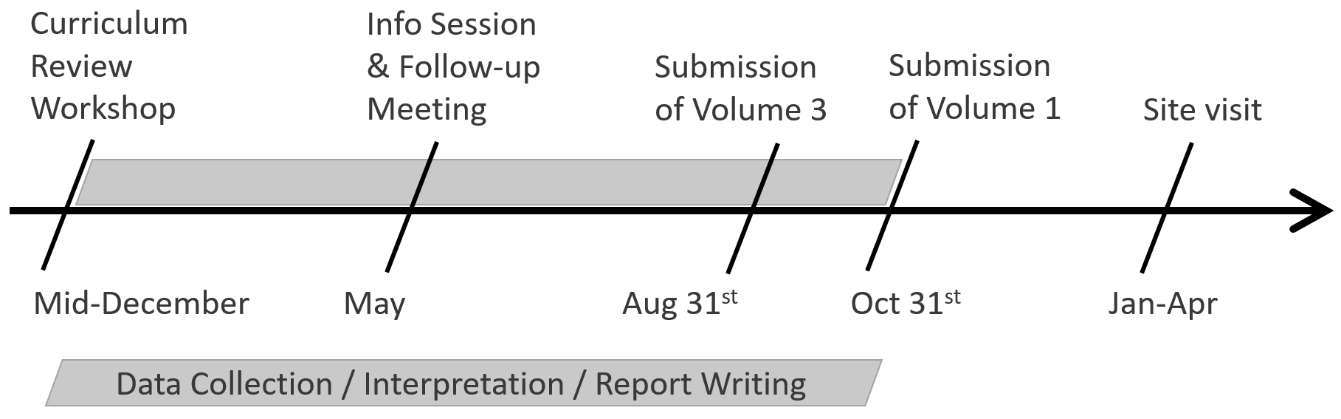 Curriculum
Review
Workshop
Info Session
& Follow-up
Meeting
Submission
of Volume 3
Submission
of Volume 1
Site visit
Mid-December
May
Aug 31st
Oct 31st
Jan-Apr
Data Collection / Interpretation / Report Writing